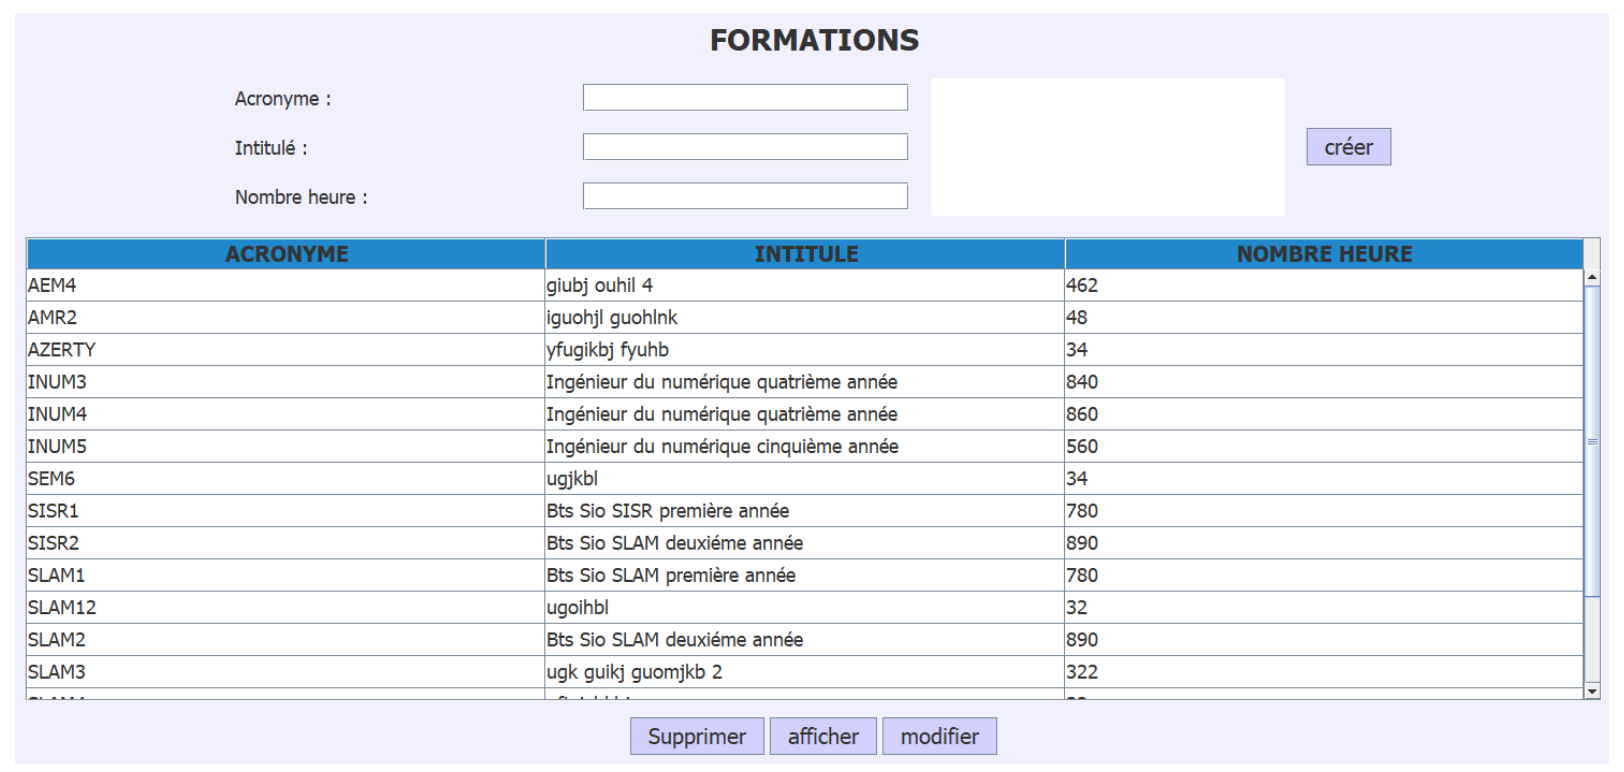 FORMATIONS
Acronyme :
Intitulé :
créer
Nombre heure :
ACRONYME INTITULE NOMBRE HEURE
AEM4 giubj ouhil 4 462
AMR2 iguohjl guohlnk 48
AZERTY yfugikbj fyuhb 34
INUM3 Ingénieur du numérique quatrième année 840
INUM4 Ingénieur du numérique quatrième année 860
INUM5 Ingénieur du numérique cinquième année 560
SEM6 ugjkbl 34
SISR1 Bts Sio SISR première année 780
SISR2 Bts Sio SLAM deuxiéme année 890
SLAM1 Bts Sio SLAM première année 780
SLAM12 ugoihbl 32
SLAM2 Bts Sio SLAM deuxiéme année 890
SLAM3 ugk guikj guomjkb 2 322
Supprimer afficher modifier